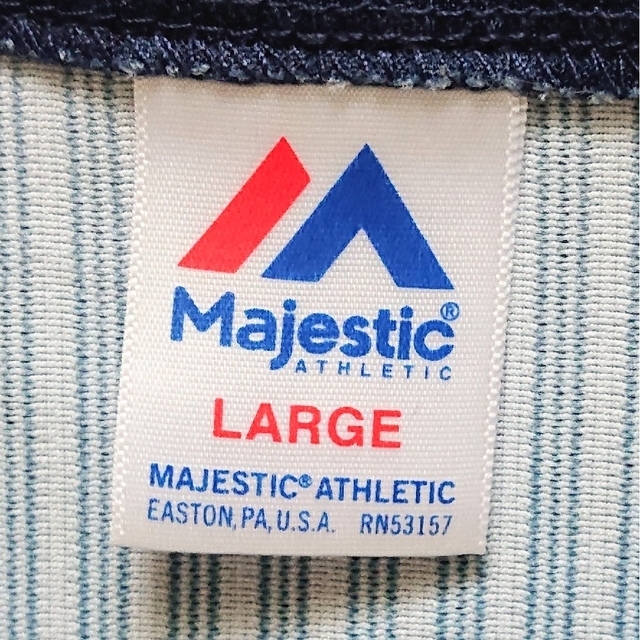 Majestic®
ATHLETIC
LARGE
MAJESTIC® ATHLETIC
EASTON, PA, U.S.A. RN53157